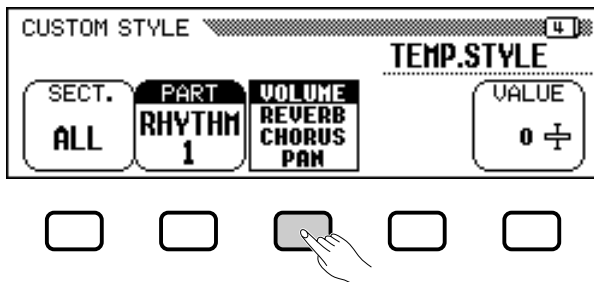 CUSTOM STYLE
4
TEMP.STYLE
SECT.
ALL
PART
RHYTHM
1
VOLUME
REVERB
CHORUS
PAN
VALUE
0